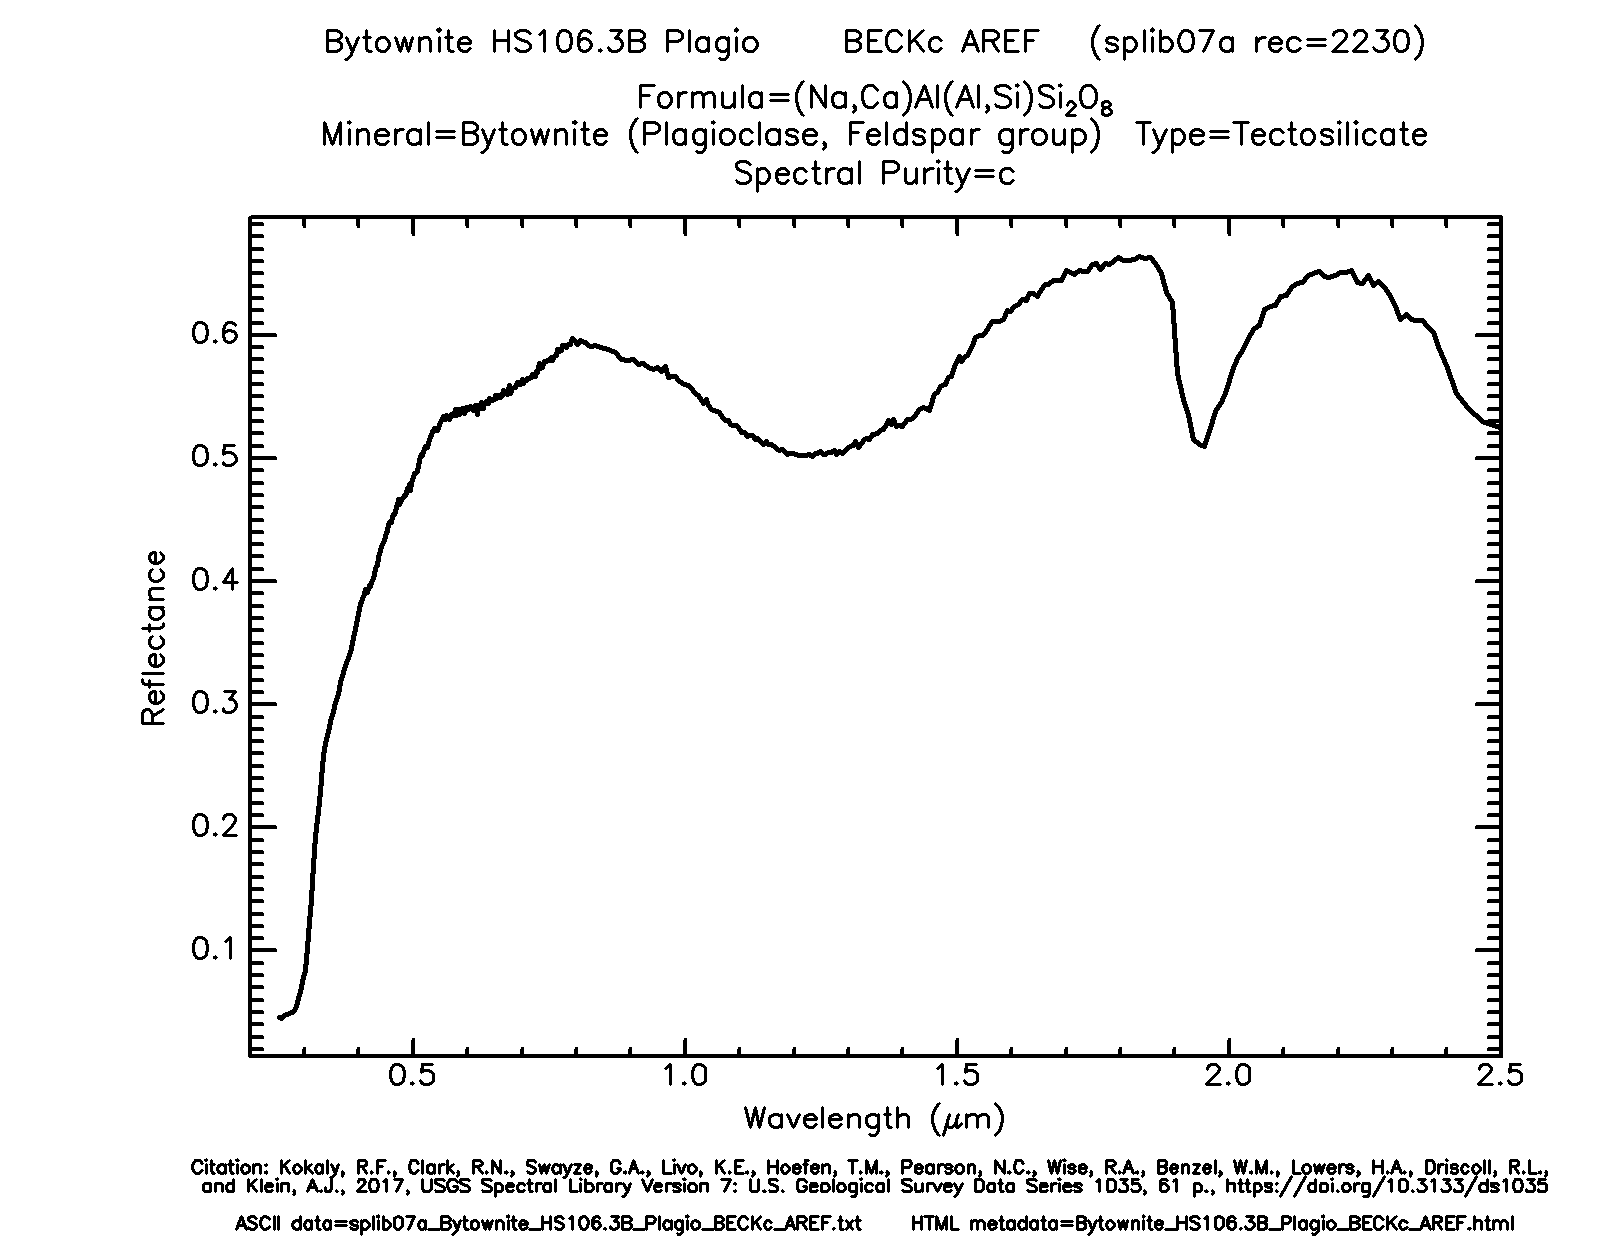 Bytownite HS106.3B Plagio BECKc AREF (splib07a rec=2230)
Formula=(Na,Ca)Al(Al,Si)Si₂O₈
Mineral=Bytownite (Plagioclase, Feldspar group) Type=Tectosilicate
Spectral Purity=c
0.6
0.5
0.4
0.3
0.2
0.1
Reflectance
0.5 1.0 1.5 2.0 2.5
Wavelength (μm)
Citation: Kokaly, R.F., Clark, R.N., Swayze, G.A., Livo, K.E., Hoefen, T.M., Pearson, N.C., Wise, R.A., Benzel, W.M., Lowers, H.A., Driscoll, R.L.,
and Klein, A.J., 2017, USGS Spectral Library Version 7: U.S. Geological Survey Data Series 1035, 61 p., https://doi.org/10.3133/ds1035
ASCII data=splib07a_Bytownite_HS106.3B_Plagio_BECKc_AREF.txt HTML metadata=Bytownite_HS106.3B_Plagio_BECKc_AREF.html